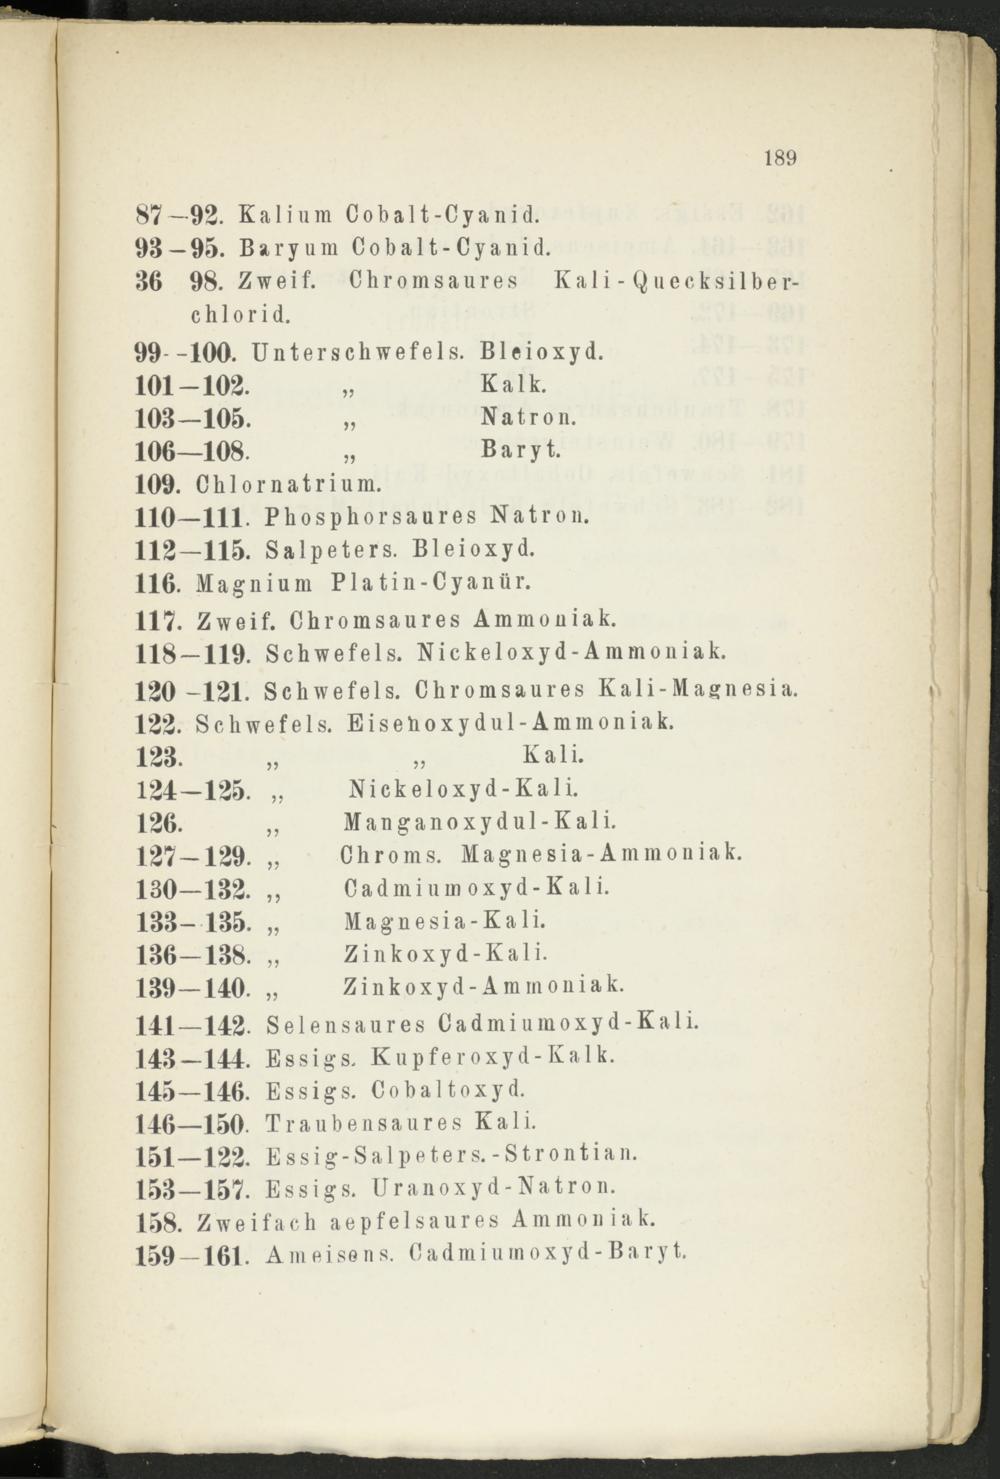 189
87—92. Kalium Cobalt-Cyanid.
93—95. Baryum Cobalt-Cyanid.
36 98. Zweif. Chromsaures Kali-Quecksilber-
chlorid.
99--100. Unterschwefels. Bleioxyd.
101—102. „ Kalk.
103—105. „ Natron.
106—108. „ Baryt.
109. Chlornatrium.
110—111. Phosphorsaures Natron.
112—115. Salpeters. Bleioxyd.
116. Magnium Platin-Cyanür.
117. Zweif. Chromsaures Ammoniak.
118—119. Schwefels. Nickeloxyd-Ammoniak.
120 –121. Schwefels. Chromsaures Kali-Magnesia.
122. Schwefels. Eisenoxydul-Ammoniak.
123. „ „ Kali.
124—125. „ Nickeloxyd-Kali.
126. „ Manganoxydul-Kali.
127—129. „ Chroms. Magnesia-Ammoniak.
130—132. „ Cadmiumoxyd-Kali.
133—135. „ Magnesia-Kali.
136—138. „ Zinkoxyd-Kali.
139—140. „ Zinkoxyd-Ammoniak.
141—142. Selensaures Cadmiumoxyd-Kali.
143—144. Essigs. Kupferoxyd-Kalk.
145—146. Essigs. Cobaltoxyd.
146—150. Traubensaures Kali.
151—122. Essig-Salpeters.-Strontian.
153—157. Essigs. Uranoxyd-Natron.
158. Zweifach aepfelsaures Ammoniak.
159—161. Ameisens. Cadmiumoxyd-Baryt.